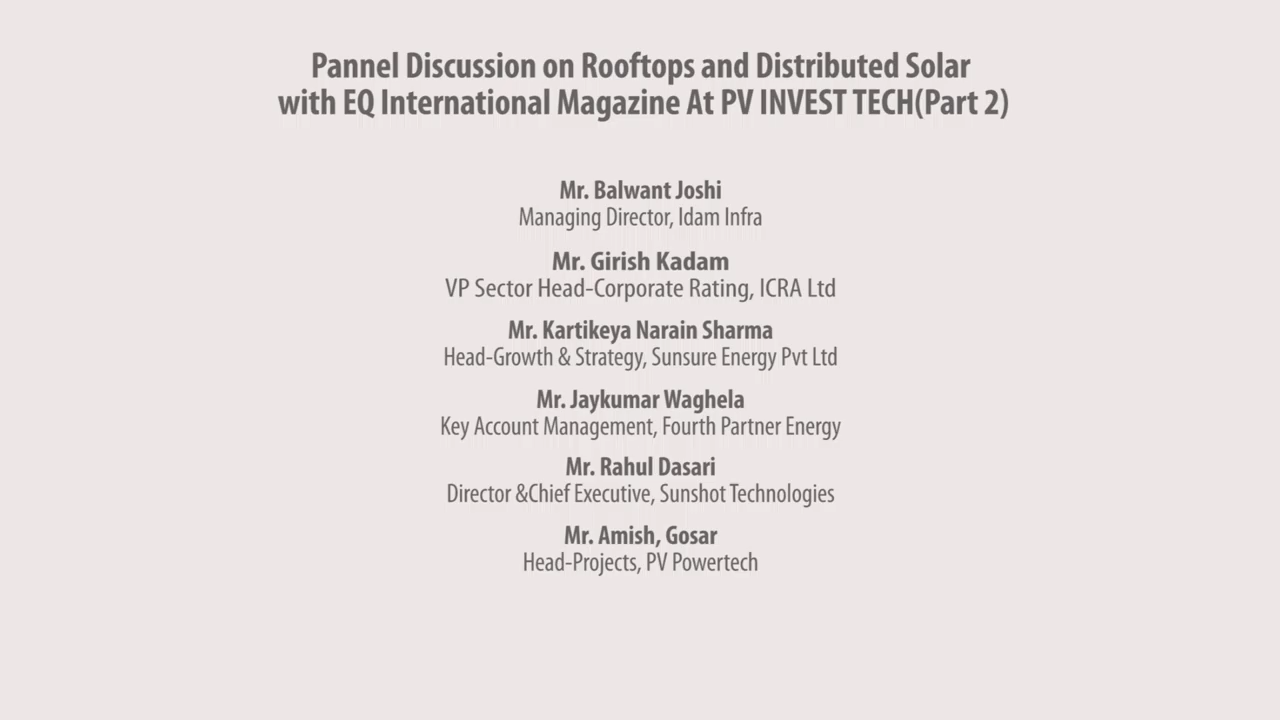 Pannel Discussion on Rooftops and Distributed Solar
with EQ International Magazine At PV INVEST TECH(Part 2)
Mr. Balwant Joshi
Managing Director, Idam Infra
Mr. Girish Kadam
VP Sector Head-Corporate Rating, ICRA Ltd
Mr. Kartikeya Narain Sharma
Head-Growth & Strategy, Sunsure Energy Pvt Ltd
Mr. Jaykumar Waghela
Key Account Management, Fourth Partner Energy
Mr. Rahul Dasari
Director &Chief Executive, Sunshot Technologies
Mr. Amish, Gosar
Head-Projects, PV Powertech